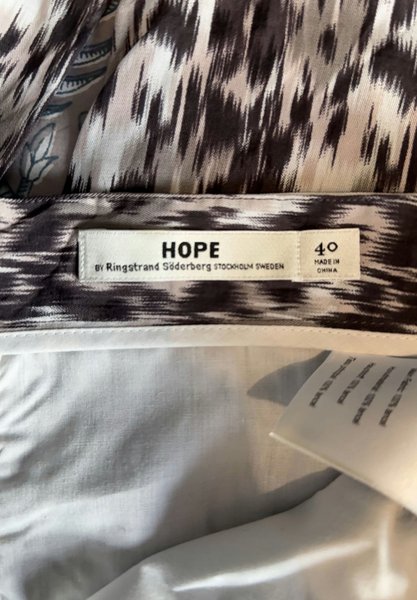 HOPE
BY Ringstrand Söderberg STOCKHOLM SWEDEN
40
MADE IN
CHINA